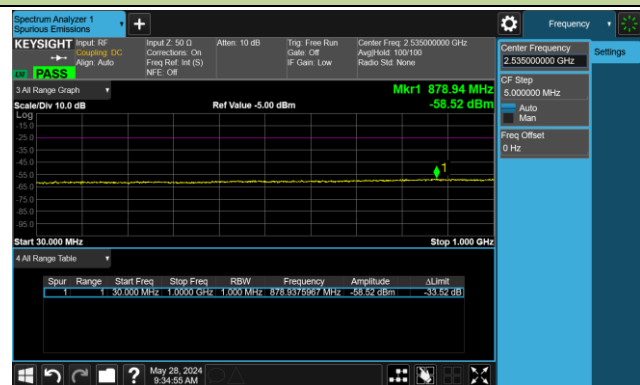 Spectrum Analyzer 1
Spurious Emissions
Frequency
KEYSIGHT
Input: RF
Coupling: DC
Align: Auto
Input Z: 50 Ω
Corrections: On
Freq Ref: Int (S)
NFE: Off
Atten: 10 dB
Trig: Free Run
Gate: Off
IF Gain: Low
Center Freq: 2.535000000 GHz
Avg|Hold: 100/100
Radio Std: None
LW PASS
Center Frequency
2.535000000 GHz
Settings
CF Step
5.000000 MHz
Auto
Man
Freq Offset
0 Hz
3 All Range Graph
Mkr1 878.94 MHz
Scale/Div 10.0 dB
Ref Value -5.00 dBm
-58.52 dBm
Log
-15.0
-25.0
-35.0
-45.0
-55.0
-65.0
-75.0
-85.0
-95.0
1
Start 30.000 MHz
Stop 1.000 GHz
4 All Range Table
Spur Range Start Freq Stop Freq RBW Frequency Amplitude ΔLimit
1 1 30.000 MHz 1.0000 GHz 1.000 MHz 878.9375967 MHz -58.52 dBm -33.52 dB
May 28, 2024
9:34:55 AM